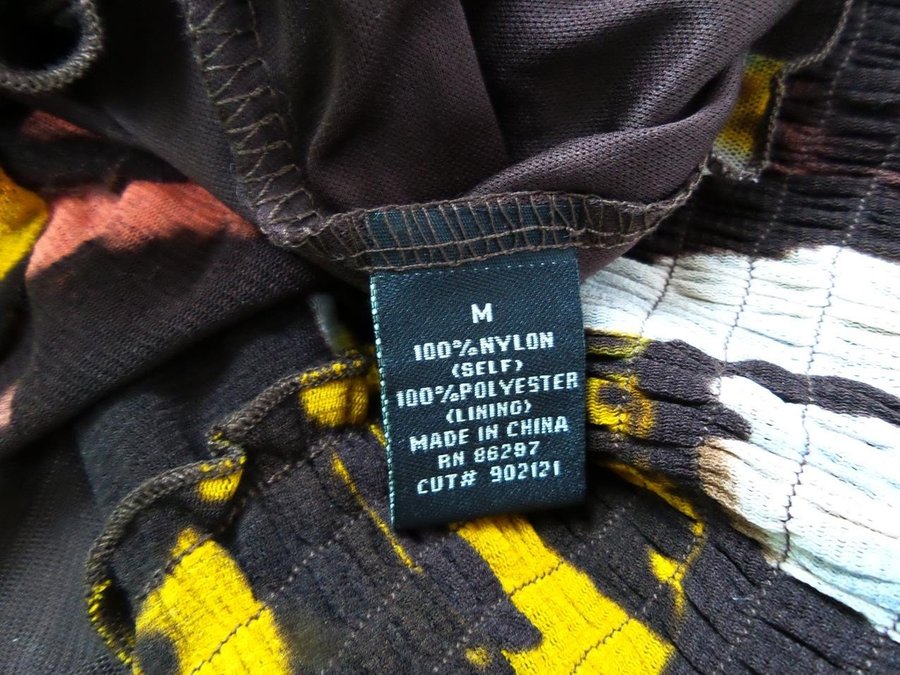 M
100%NYLON
(SELF)
100%POLYESTER
(LINING)
MADE IN CHINA
RN 86297
CUT# 902121